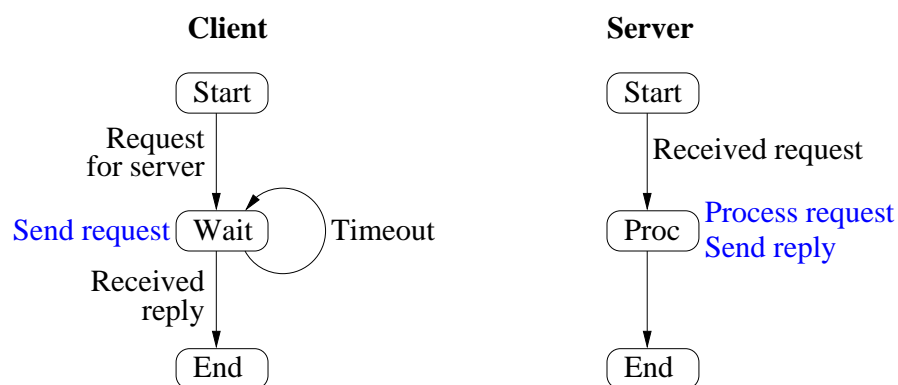 Client
Start
Request
for server
Send request
Wait
Timeout
Received
reply
End
Server
Start
Received request
Proc
Process request
Send reply
End